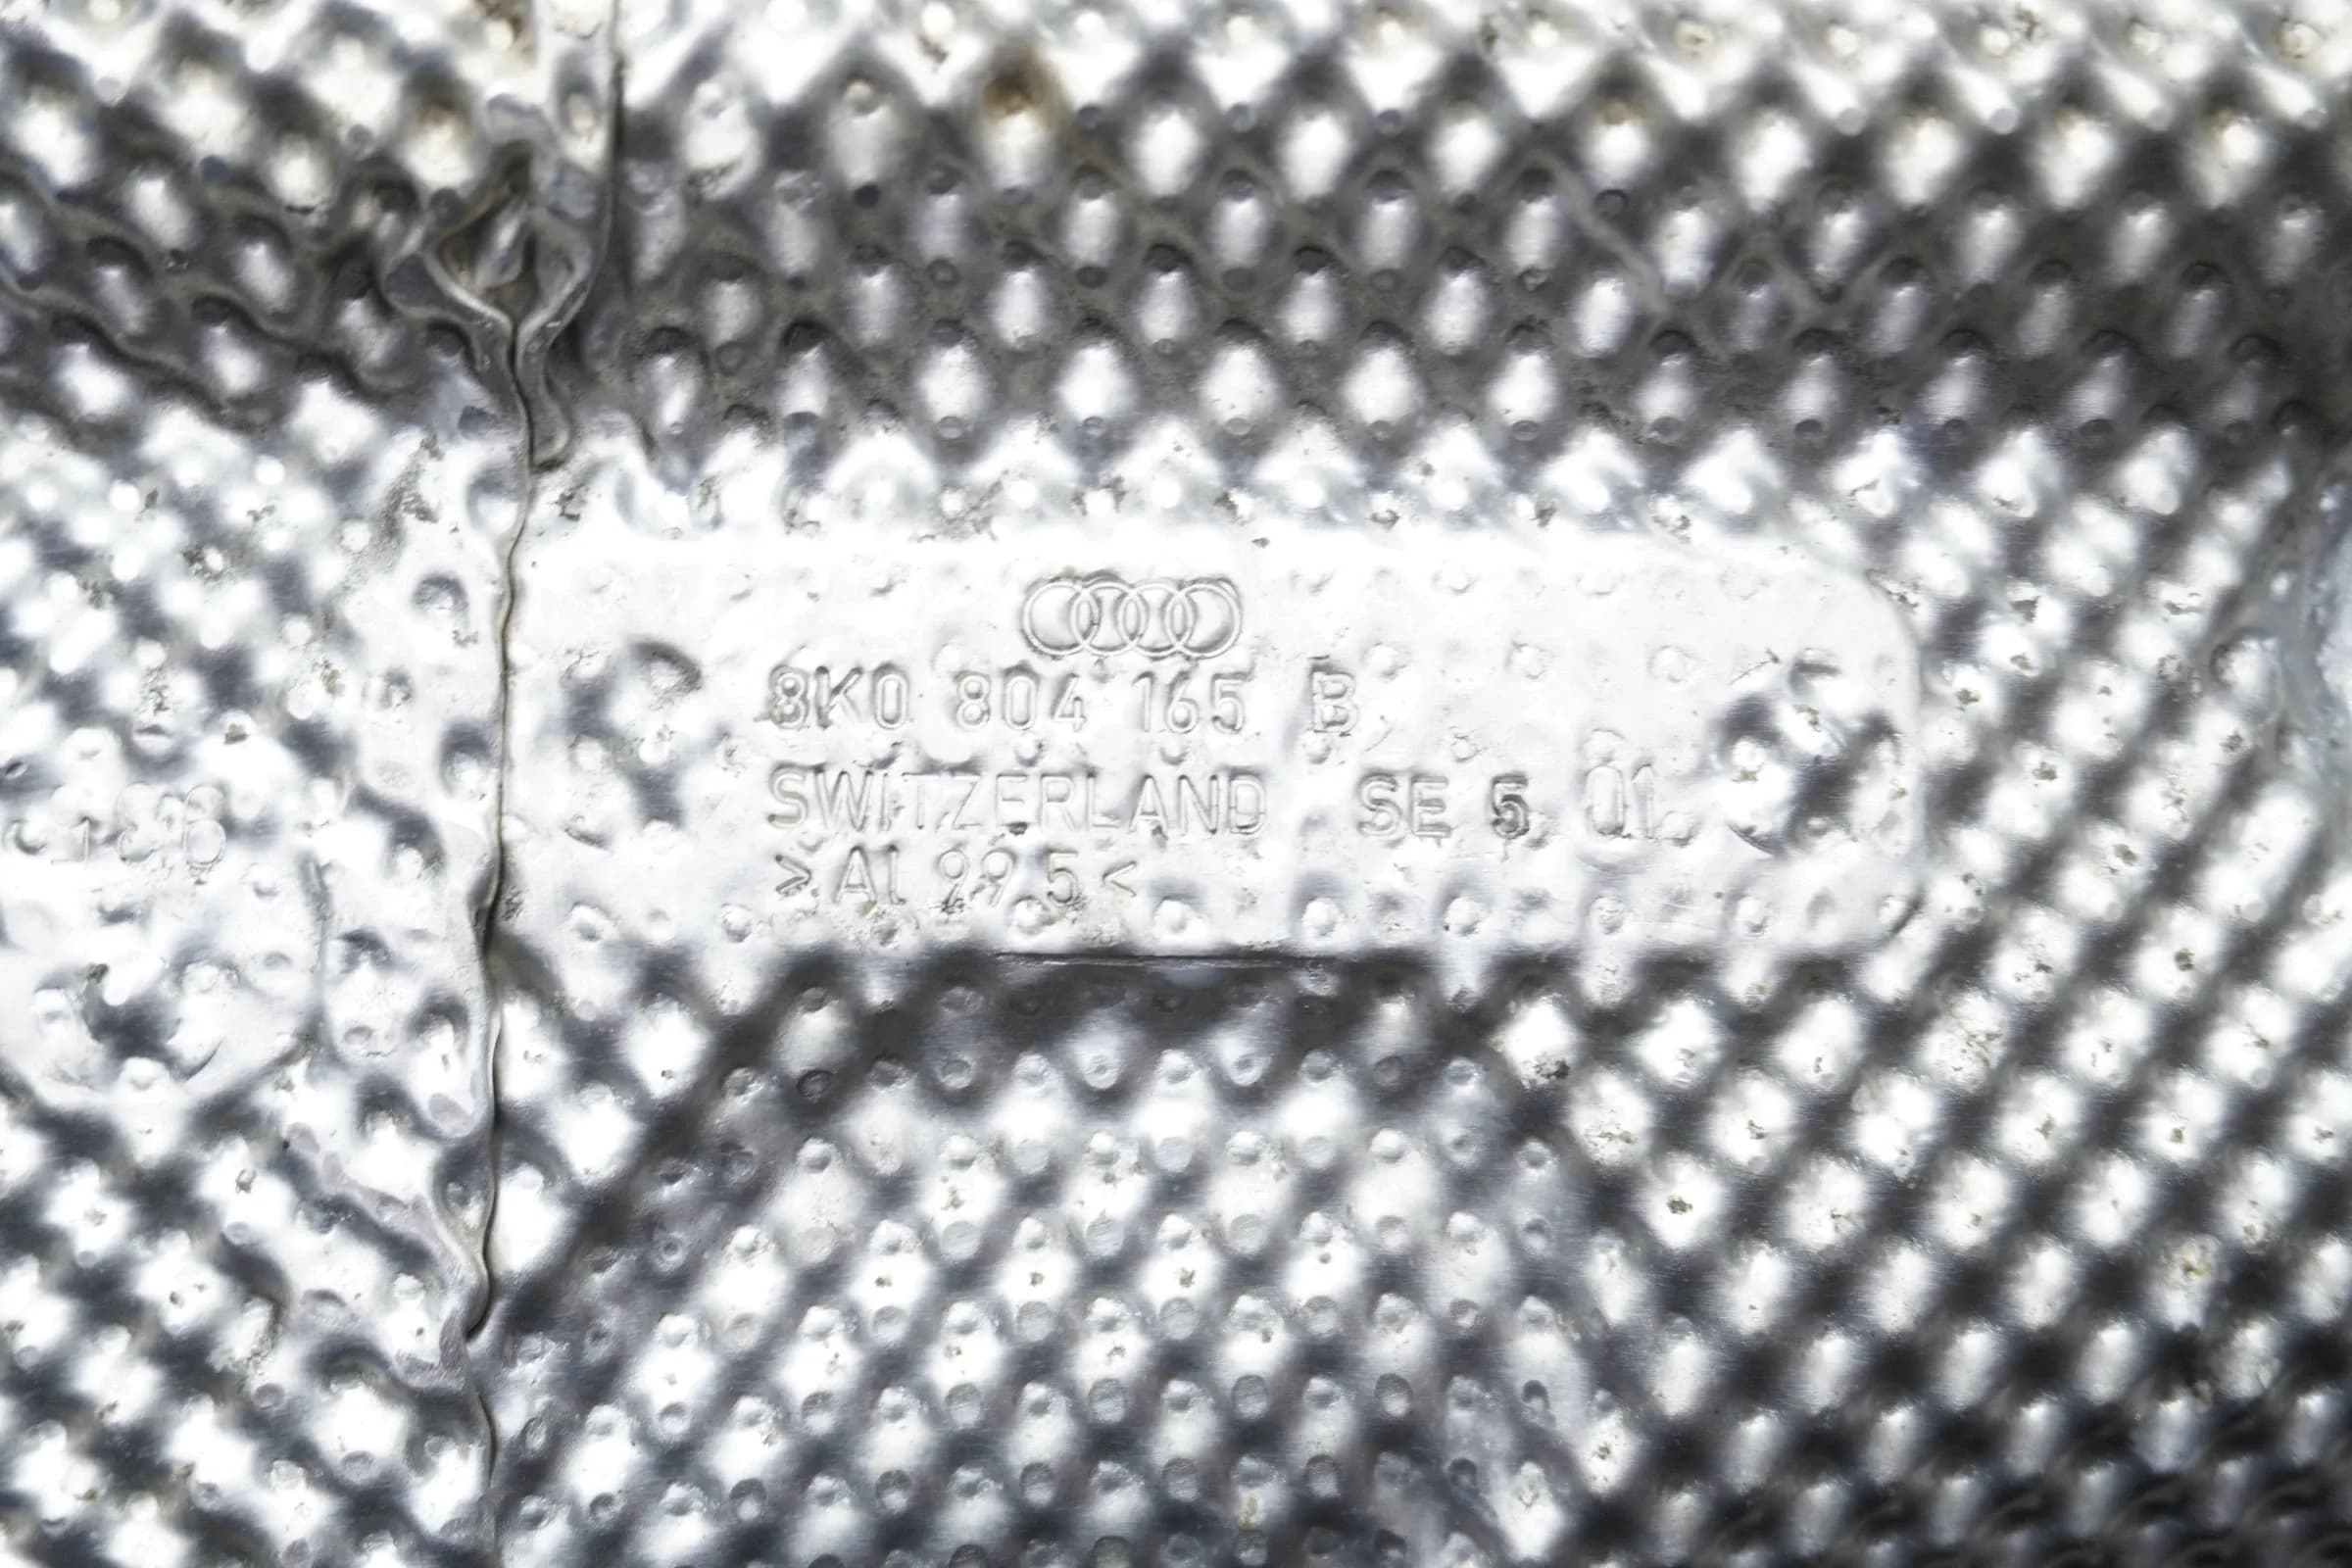 8K0 804 165 B
SWITZERLAND SE 5 01
>AL 99 5<